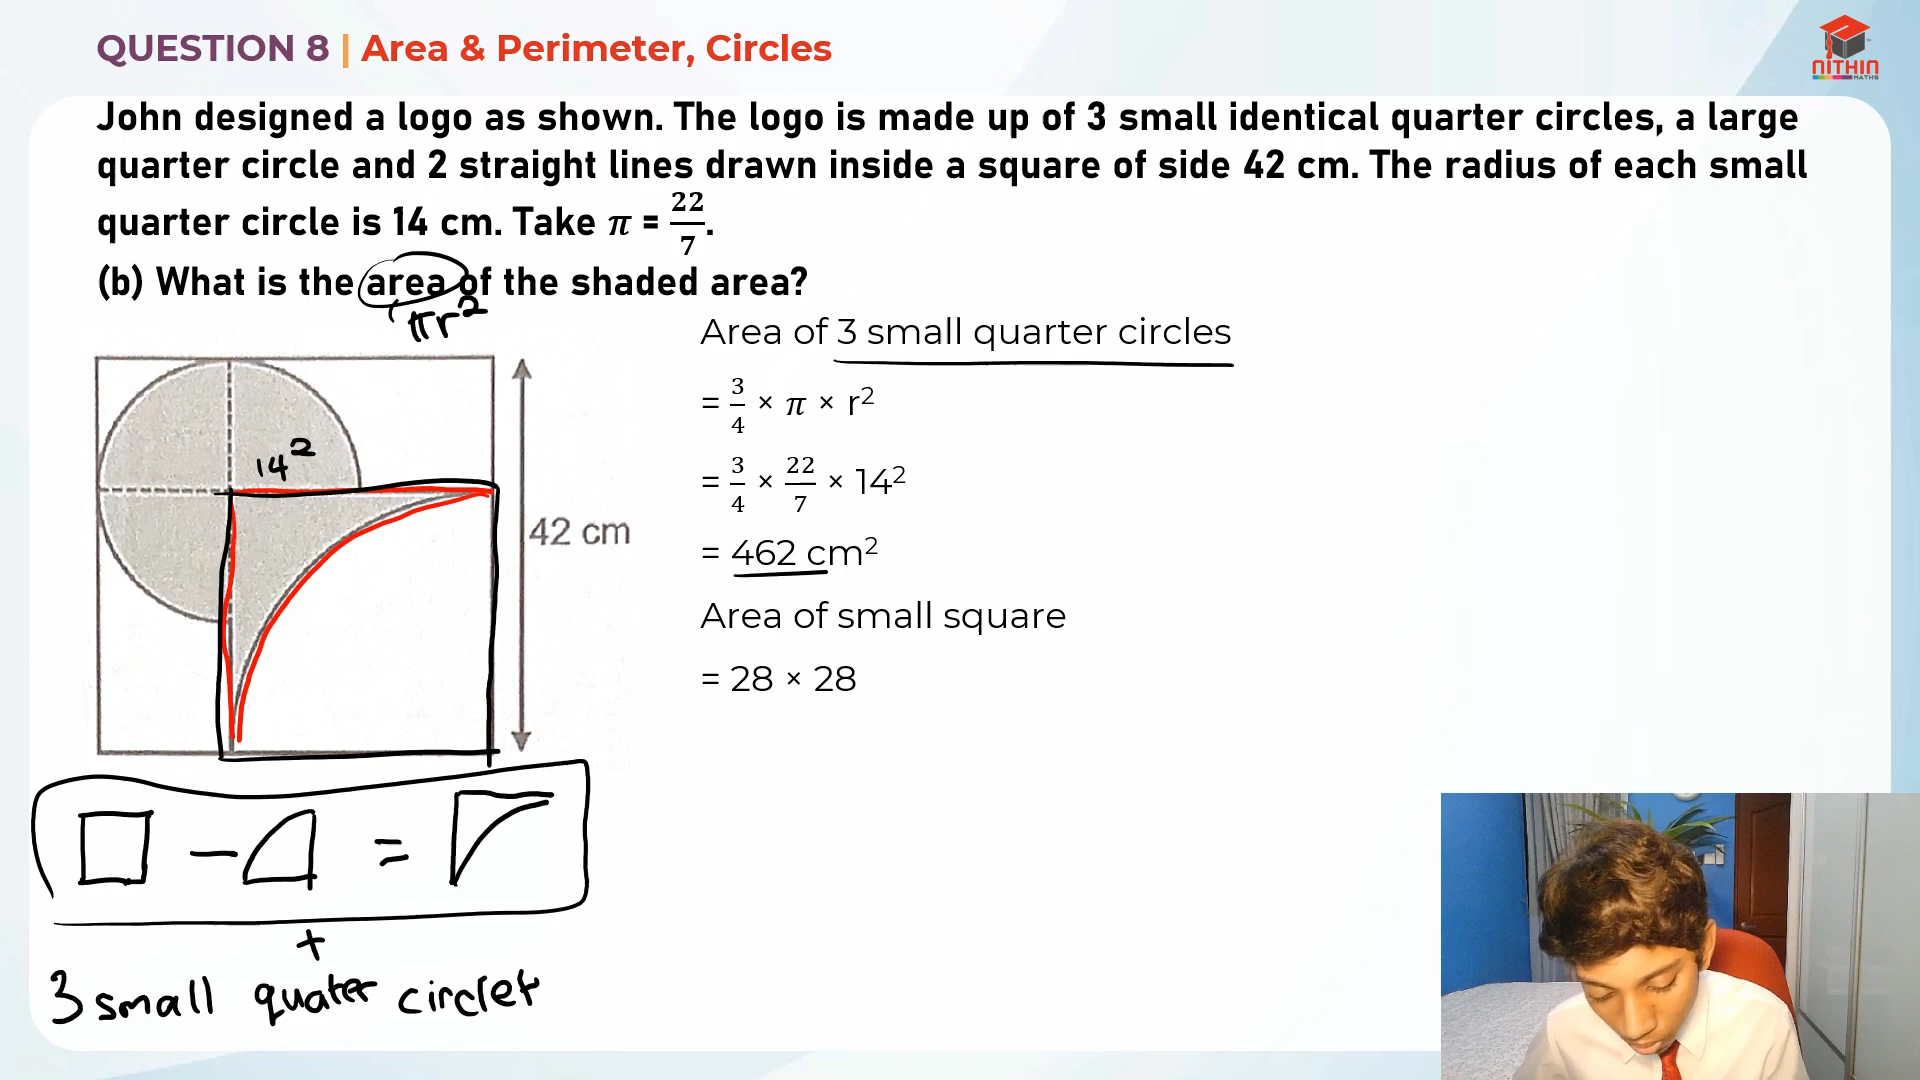 QUESTION 8 | Area & Perimeter, Circles
NITHIN
MATHS
John designed a logo as shown. The logo is made up of 3 small identical quarter circles, a large
quarter circle and 2 straight lines drawn inside a square of side 42 cm. The radius of each small
quarter circle is 14 cm. Take π = 22/7.
(b) What is the area of the shaded area?
πr²
Area of 3 small quarter circles
= 3/4 × π × r²
14²
= 3/4 × 22/7 × 14²
42 cm
= 462 cm²
Area of small square
= 28 × 28
− =
+
3 small quater circles